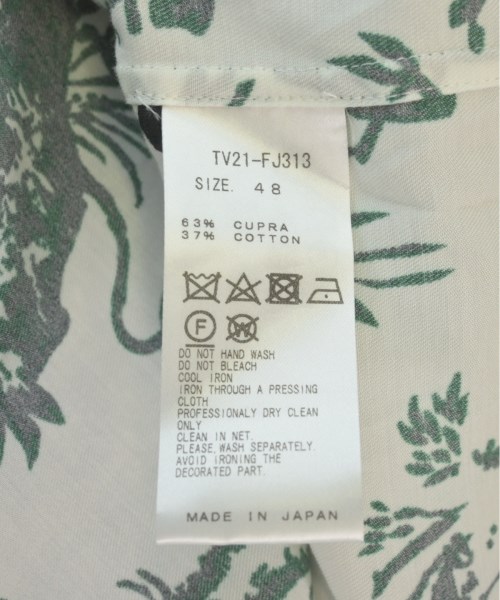 TV21-FJ313
SIZE. 48
63% CUPRA
37% COTTON
F W
DO NOT HAND WASH
DO NOT BLEACH
COOL IRON
IRON THROUGH A PRESSING
CLOTH
PROFESSIONALY DRY CLEAN
ONLY
CLEAN IN NET.
PLEASE WASH SEPARATELY.
AVOID IRONING THE
DECORATED PART.
MADE IN JAPAN